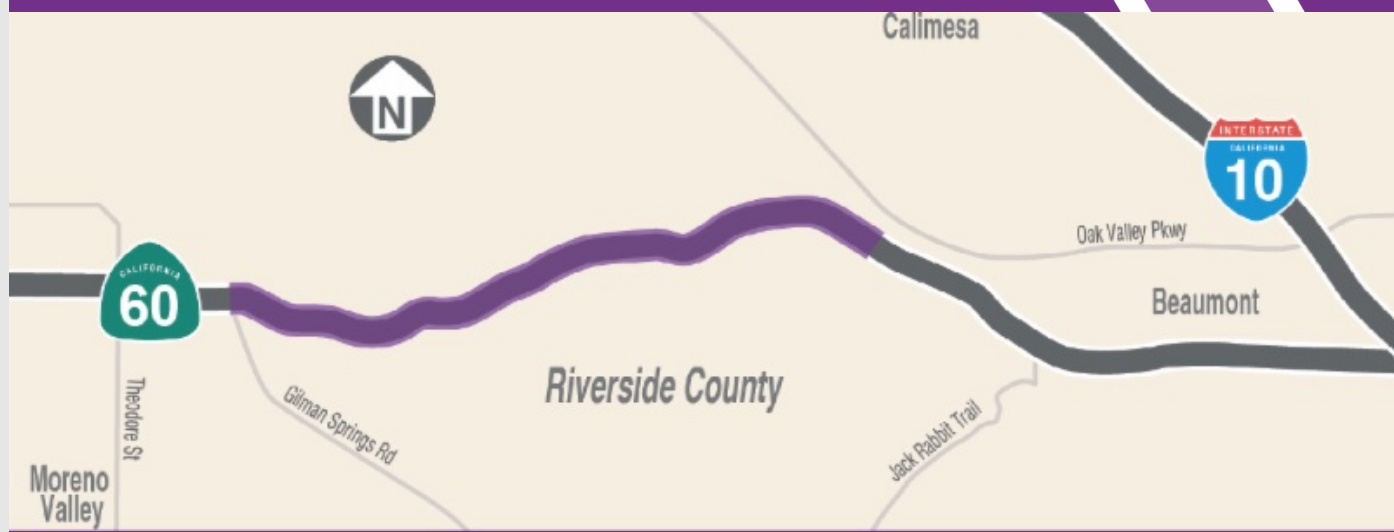 Calimesa
N
INTERSTATE
CALIFORNIA
10
Oak Valley Pkwy
CALIFORNIA
60
Beaumont
Riverside County
Theodore St
Gilman Springs Rd
Jack Rabbit Trail
Moreno
Valley